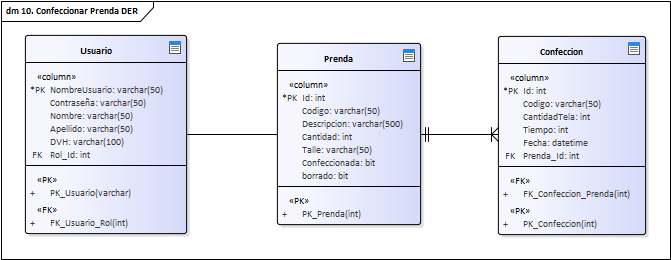 dm 10. Confeccionar Prenda DER
Usuario
«column»
*PK NombreUsuario: varchar(50)
Contraseña: varchar(50)
Nombre: varchar(50)
Apellido: varchar(50)
DVH: varchar(100)
FK Rol_Id: int
«PK»
+ PK_Usuario(varchar)
«FK»
+ FK_Usuario_Rol(int)
Prenda
«column»
*PK Id: int
Codigo: varchar(50)
Descripcion: varchar(500)
Cantidad: int
Talle: varchar(50)
Confeccionada: bit
borrado: bit
«PK»
+ PK_Prenda(int)
Confeccion
«column»
*PK Id: int
Codigo: varchar(50)
CantidadTela: int
Tiempo: int
Fecha: datetime
FK Prenda_Id: int
«FK»
+ FK_Confeccion_Prenda(int)
«PK»
+ PK_Confeccion(int)